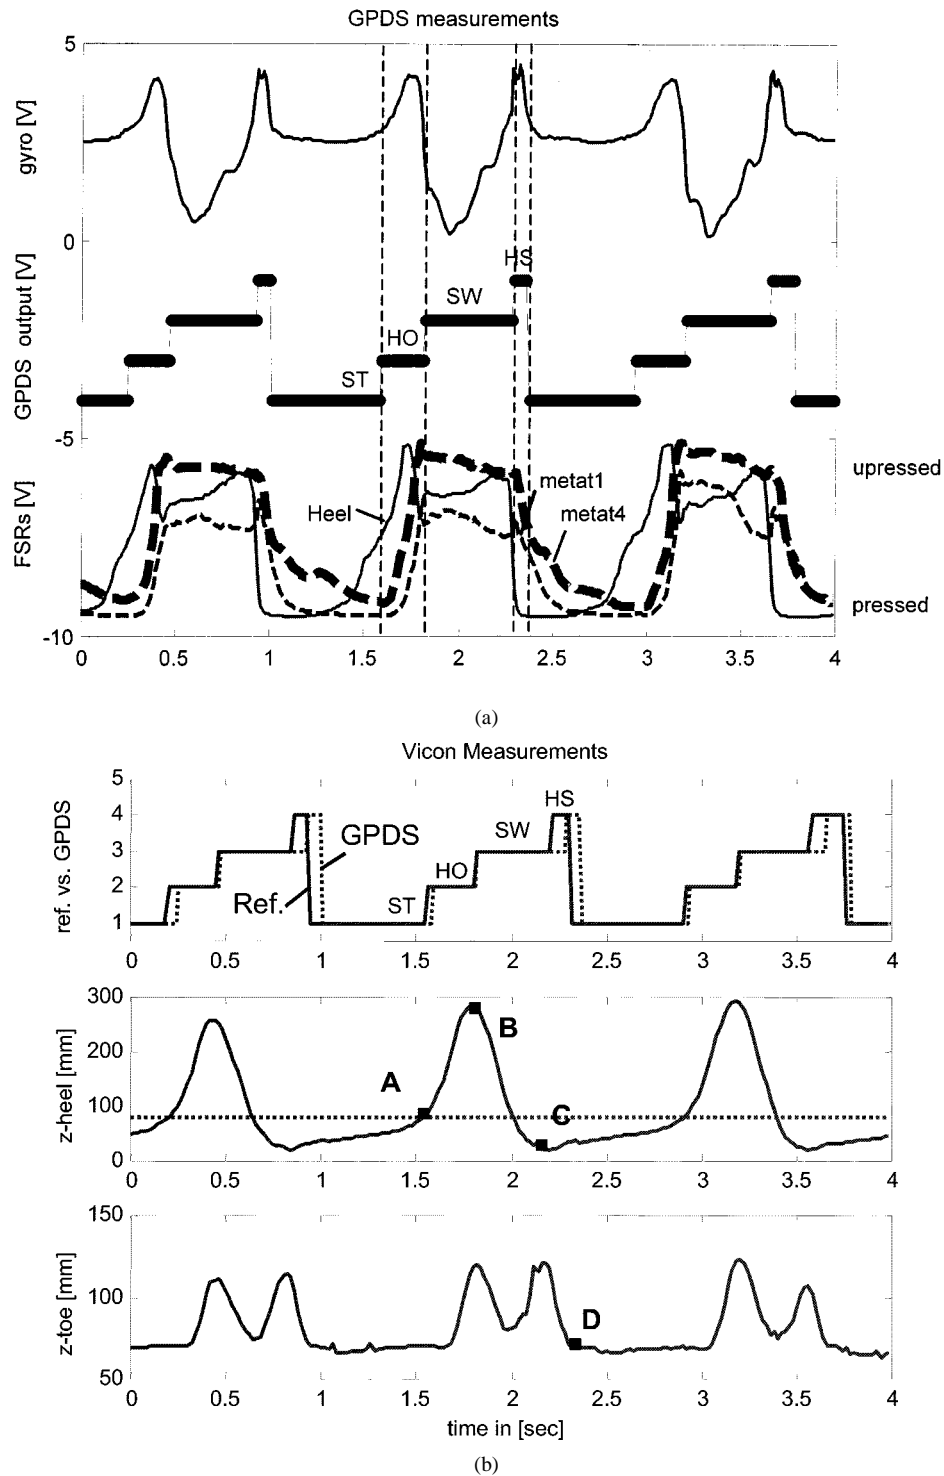 GPDS measurements
5
gyro [V]
0
HS
SW
HO
ST
GPDS output [V]
-5
upressed
metat1
Heel
metat4
FSRs [V]
pressed
-10
0 0.5 1 1.5 2 2.5 3 3.5 4
(a)
Vicon Measurements
5
HS
4
GPDS
SW
3
HO
2
Ref.
ST
1
ref. vs. GPDS
0 0.5 1 1.5 2 2.5 3 3.5 4
300
B
200
A
C
100
0
z-heel [mm]
0 0.5 1 1.5 2 2.5 3 3.5 4
150
100
D
50
z-toe [mm]
0 0.5 1 1.5 2 2.5 3 3.5 4
time in [sec]
(b)